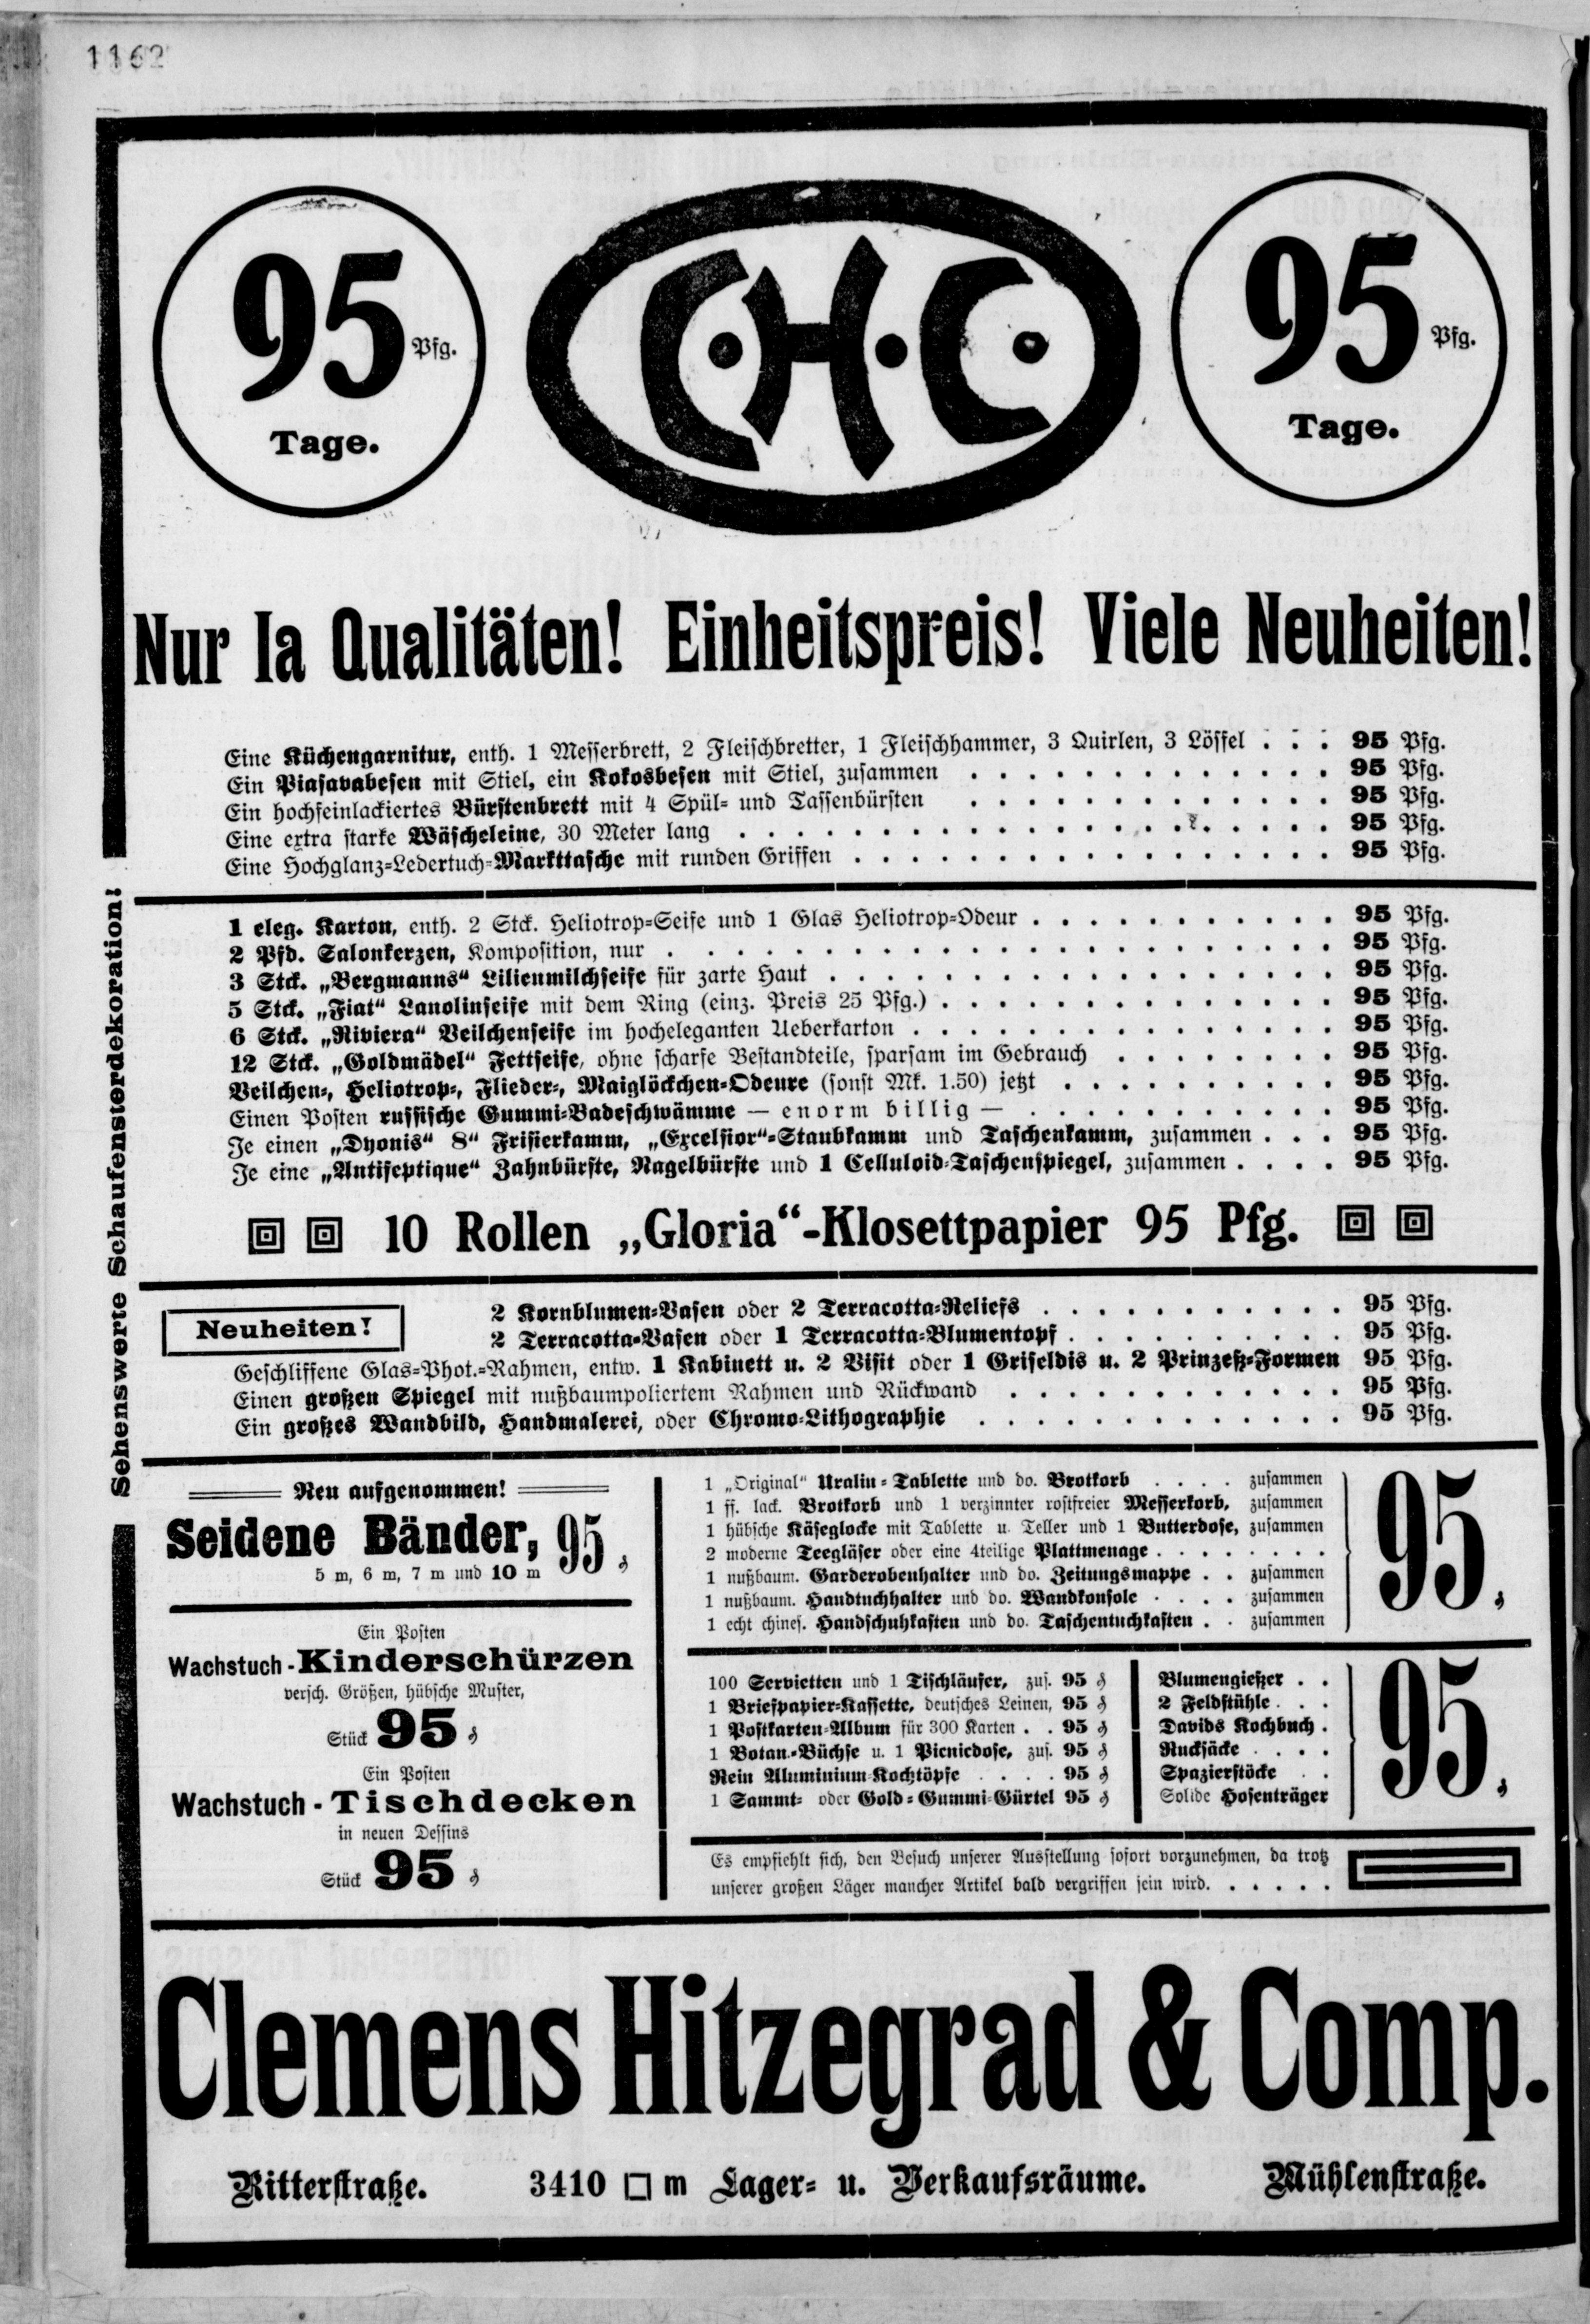 1162
95 Pfg.
Tage.
C·H·C·
95 Pfg.
Tage.
Nur Ia Qualitäten! Einheitspreis! Viele Neuheiten!
Eine Küchengarnitur, enth. 1 Messerbrett, 2 Fleischbretter, 1 Fleischhammer, 3 Quirlen, 3 Löffel . . . 95 Pfg.
Ein Piasavabesen mit Stiel, ein Kokosbesen mit Stiel, zusammen . . . . . . . . . . . . . 95 Pfg.
Ein hochfeinlackiertes Bürstenbrett mit 4 Spül- und Tassenbürsten . . . . . . . . . . . . . 95 Pfg.
Eine extra starke Wäscheleine, 30 Meter lang . . . . . . . . . . . . . . . . . . . . . 95 Pfg.
Eine Hochglanz-Ledertuch-Markttasche mit runden Griffen . . . . . . . . . . . . . . . . . 95 Pfg.
Sehenswerte Schaufensterdekoration!
1 eleg. Karton, enth. 2 Stck. Heliotrop-Seife und 1 Glas Heliotrop-Odeur . . . . . . . . . . . 95 Pfg.
2 Pfd. Salonkerzen, Komposition, nur . . . . . . . . . . . . . . . . . . . . . . . . 95 Pfg.
3 Stck. „Bergmanns“ Lilienmilchseife für zarte Haut . . . . . . . . . . . . . . . . . . 95 Pfg.
5 Stck. „Fiat“ Lanolinseife mit dem Ring (einz. Preis 25 Pfg.) . . . . . . . . . . . . . . 95 Pfg.
6 Stck. „Riviera“ Veilchenseife im hocheleganten Ueberkarton . . . . . . . . . . . . . . . 95 Pfg.
12 Stck. „Goldmädel“ Fettseife, ohne scharfe Bestandteile, sparsam im Gebrauch . . . . . . . . 95 Pfg.
Veilchen-, Heliotrop-, Flieder-, Maiglöckchen-Odeure (sonst Mk. 1.50) jetzt . . . . . . . . . . 95 Pfg.
Einen Posten russische Gummi-Badeschwämme — enorm billig — . . . . . . . . . . . 95 Pfg.
Je einen „Dyonis“ 8“ Frisierkamm, „Excelsior“-Staubkamm und Taschenkamm, zusammen . . . 95 Pfg.
Je eine „Antiseptique“ Zahnbürste, Nagelbürste und 1 Celluloid-Taschenspiegel, zusammen . . . . 95 Pfg.
10 Rollen „Gloria“-Klosettpapier 95 Pfg.
Neuheiten!
2 Kornblumen-Vasen oder 2 Terracotta-Reliefs . . . . . . . . . . . 95 Pfg.
2 Terracotta-Vasen oder 1 Terracotta-Blumentopf . . . . . . . . . . 95 Pfg.
Geschliffene Glas-Phot.-Rahmen, entw. 1 Kabinett u. 2 Visit oder 1 Griseldis u. 2 Prinzeß-Formen 95 Pfg.
Einen großen Spiegel mit nußbaumpoliertem Rahmen und Rückwand . . . . . . . . . . . . 95 Pfg.
Ein großes Wandbild, Handmalerei, oder Chromo-Lithographie . . . . . . . . . . . . . 95 Pfg.
Neu aufgenommen!
Seidene Bänder, 95 ₰
5 m, 6 m, 7 m und 10 m
Ein Posten
Wachstuch-Kinderschürzen
versch. Größen, hübsche Muster,
Stück 95 ₰
Ein Posten
Wachstuch-Tischdecken
in neuen Dessins
Stück 95 ₰
1 „Original“ Uralin-Tablette und do. Brotkorb . . . . zusammen
1 ff. lack. Brotkorb und 1 verzinnter rostfreier Messerkorb, zusammen
1 hübsche Käseglocke mit Tablette u. Teller und 1 Butterdose, zusammen
2 moderne Teegläser oder eine 4teilige Plattmenage . . . . . . . .
1 nußbaum. Garderobenhalter und do. Zeitungsmappe . . zusammen
1 nußbaum. Handtuchhalter und do. Wandkonsole . . . . zusammen
1 echt chines. Handschuhkasten und do. Taschentuchkasten . . zusammen
95 ₰
100 Servietten und 1 Tischläufer, zus. 95 ₰
1 Briefpapier-Kassette, deutsches Leinen, 95 ₰
1 Postkarten-Album für 300 Karten . . 95 ₰
1 Botan.-Büchse u. 1 Picnicdose, zus. 95 ₰
Rein Aluminium-Kochtöpfe . . . . 95 ₰
1 Sammt- oder Gold-Gummi-Gürtel 95 ₰
Blumengießer . .
2 Feldstühle . . .
Davids Kochbuch .
Rucksäcke . . . .
Spazierstöcke . .
Solide Hosenträger
95 ₰
Es empfiehlt sich, den Besuch unserer Ausstellung sofort vorzunehmen, da trotz
unserer großen Läger mancher Artikel bald vergriffen sein wird. . . . . .
Clemens Hitzegrad & Comp.
Ritterstraße. 3410 □ m Lager- u. Verkaufsräume. Mühlenstraße.